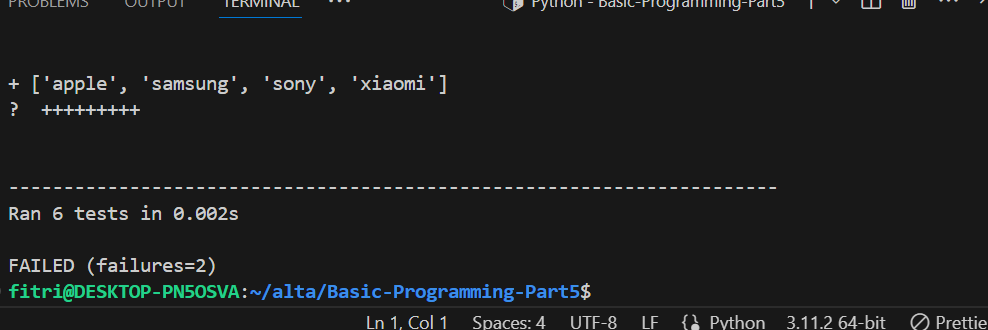 PROBLEMS OUTPUT TERMINAL ... Python - Basic-Programming-Part5
+ ['apple', 'samsung', 'sony', 'xiaomi']
? +++++++++
----------------------------------------------------------------------
Ran 6 tests in 0.002s
FAILED (failures=2)
fitri@DESKTOP-PN5OSVA:~/alta/Basic-Programming-Part5$
Ln 1, Col 1 Spaces: 4 UTF-8 LF {} Python 3.11.2 64-bit Prettie